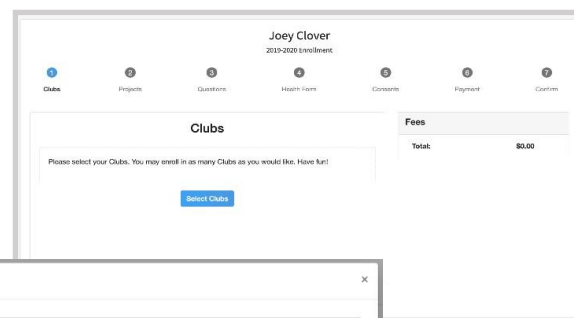 Joey Clover
2019-2020 Enrollment
1 2 3 4 5 6 7
Clubs Projects Questions Health Form Consents Payment Confirm
Clubs
Please select your Clubs. You may enroll in as many Clubs as you would like. Have fun!
Select Clubs
Fees
Total: $0.00
×